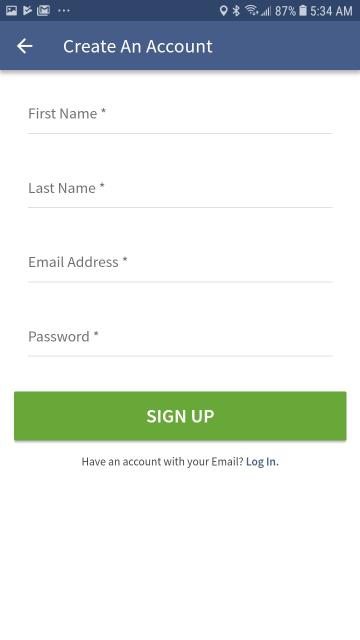 87% 5:34 AM
Create An Account
First Name *
Last Name *
Email Address *
Password *
SIGN UP
Have an account with your Email? Log In.